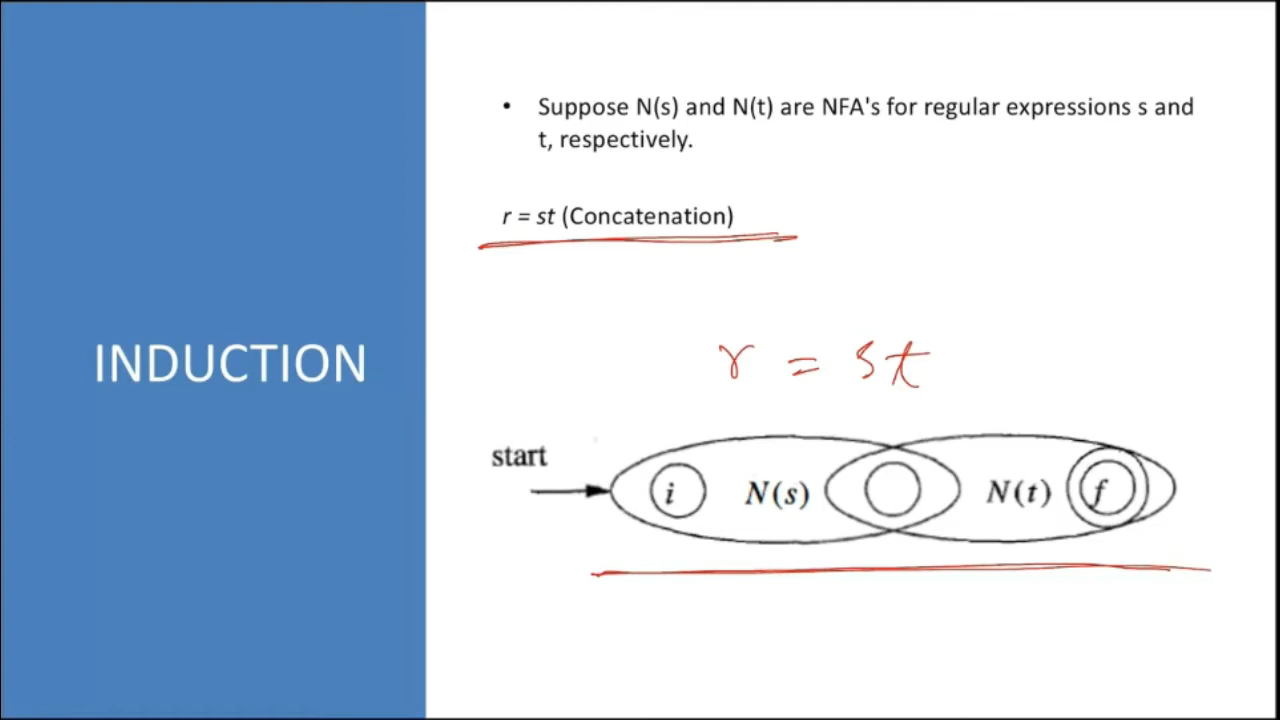 INDUCTION
• Suppose N(s) and N(t) are NFA's for regular expressions s and
t, respectively.
r = st (Concatenation)
r = st
start
i N(s) N(t) f